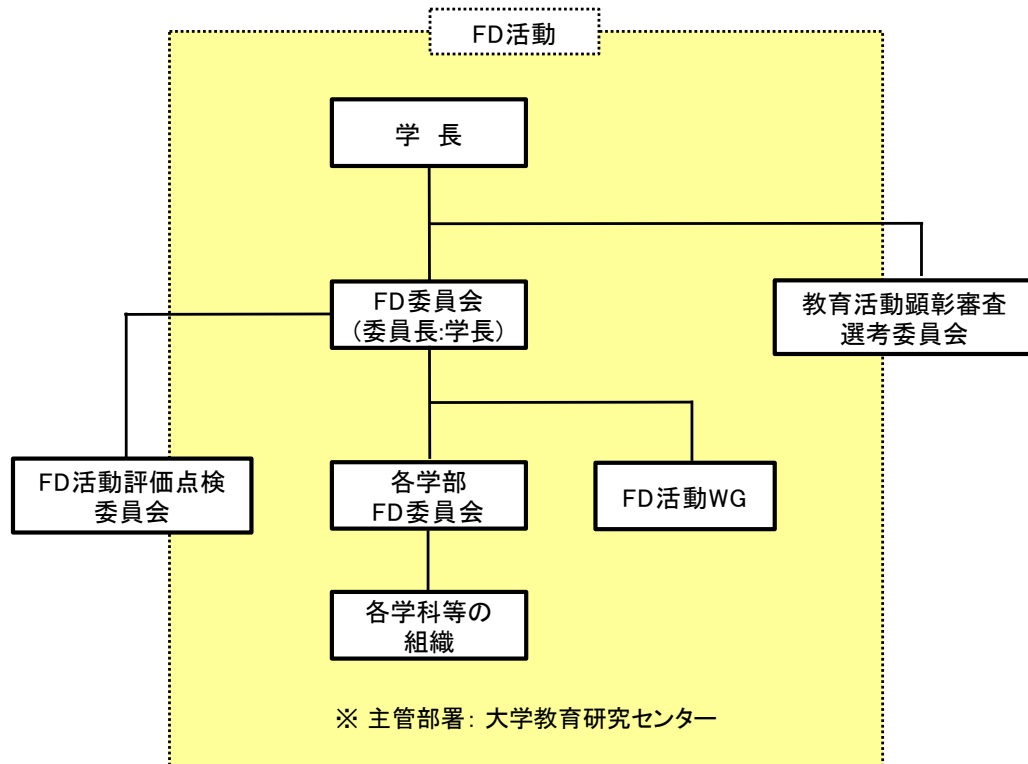 FD活動
学 長
FD委員会
(委員長:学長)
教育活動顕彰審査
選考委員会
FD活動評価点検
委員会
各学部
FD委員会
FD活動WG
各学科等の
組織
※ 主管部署: 大学教育研究センター